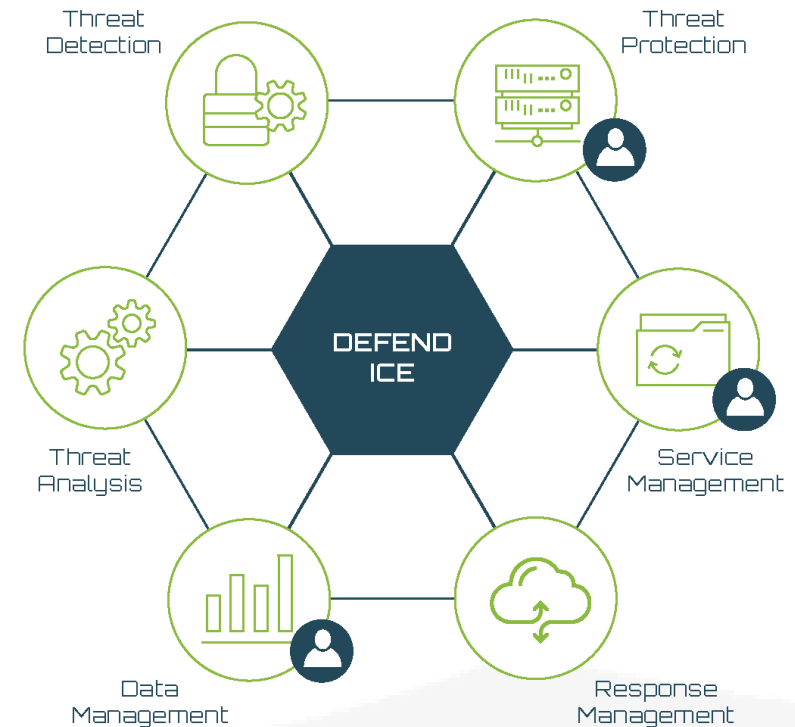 Threat
Detection
Threat
Protection
DEFEND
ICE
Threat
Analysis
Service
Management
Data
Management
Response
Management